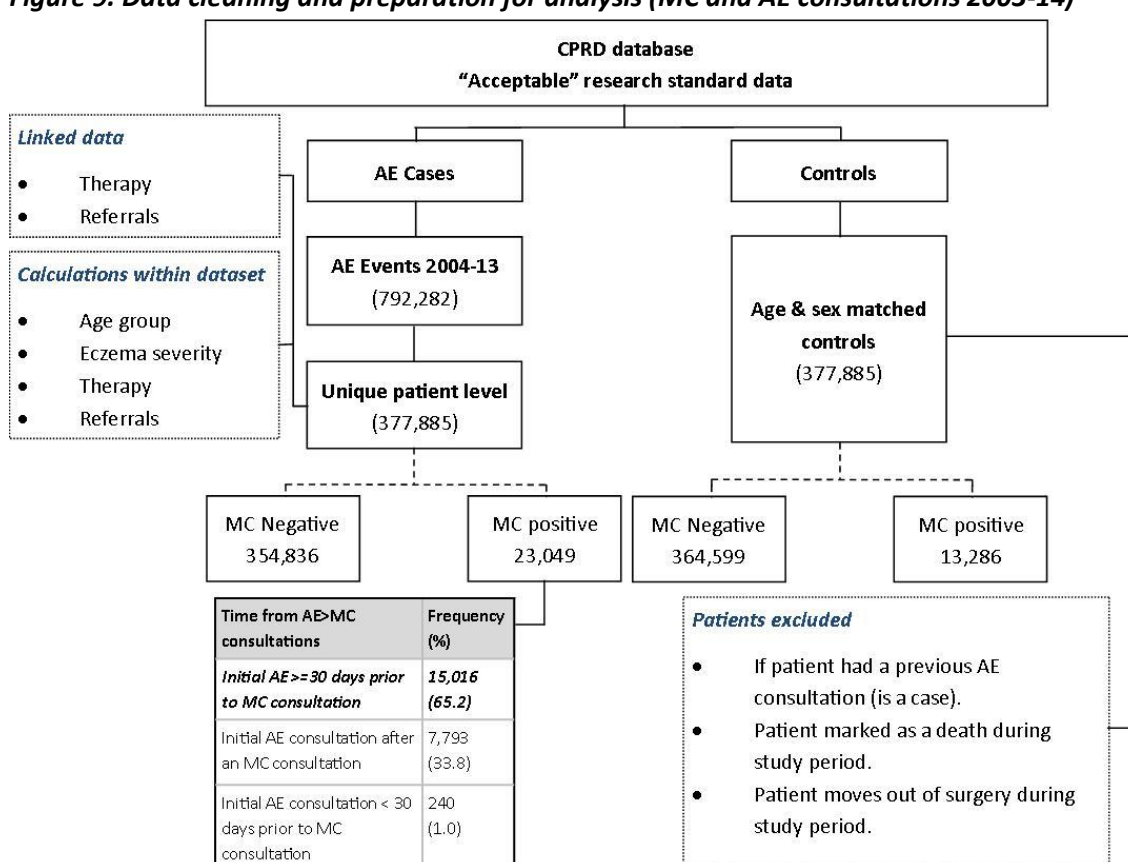 Data cleaning and preparation for analysis (MC and AE consultations
CPRD database
“Acceptable” research standard data
Linked data
• Therapy
• Referrals
AE Cases
Controls
Calculations within dataset
• Age group
• Eczema severity
• Therapy
• Referrals
AE Events 2004-13
(792,282)
Unique patient level
(377,885)
Age & sex matched
controls
(377,885)
MC Negative
354,836
MC positive
23,049
MC Negative
364,599
MC positive
13,286
Time from AE>MC
consultations
Frequency
(%)
Initial AE>=30 days prior
to MC consultation
15,016
(65.2)
Initial AE consultation after
an MC consultation
7,793
(33.8)
Initial AE consultation < 30
days prior to MC
consultation
240
(1.0)
Patients excluded
• If patient had a previous AE
consultation (is a case).
• Patient marked as a death during
study period.
• Patient moves out of surgery during
study period.